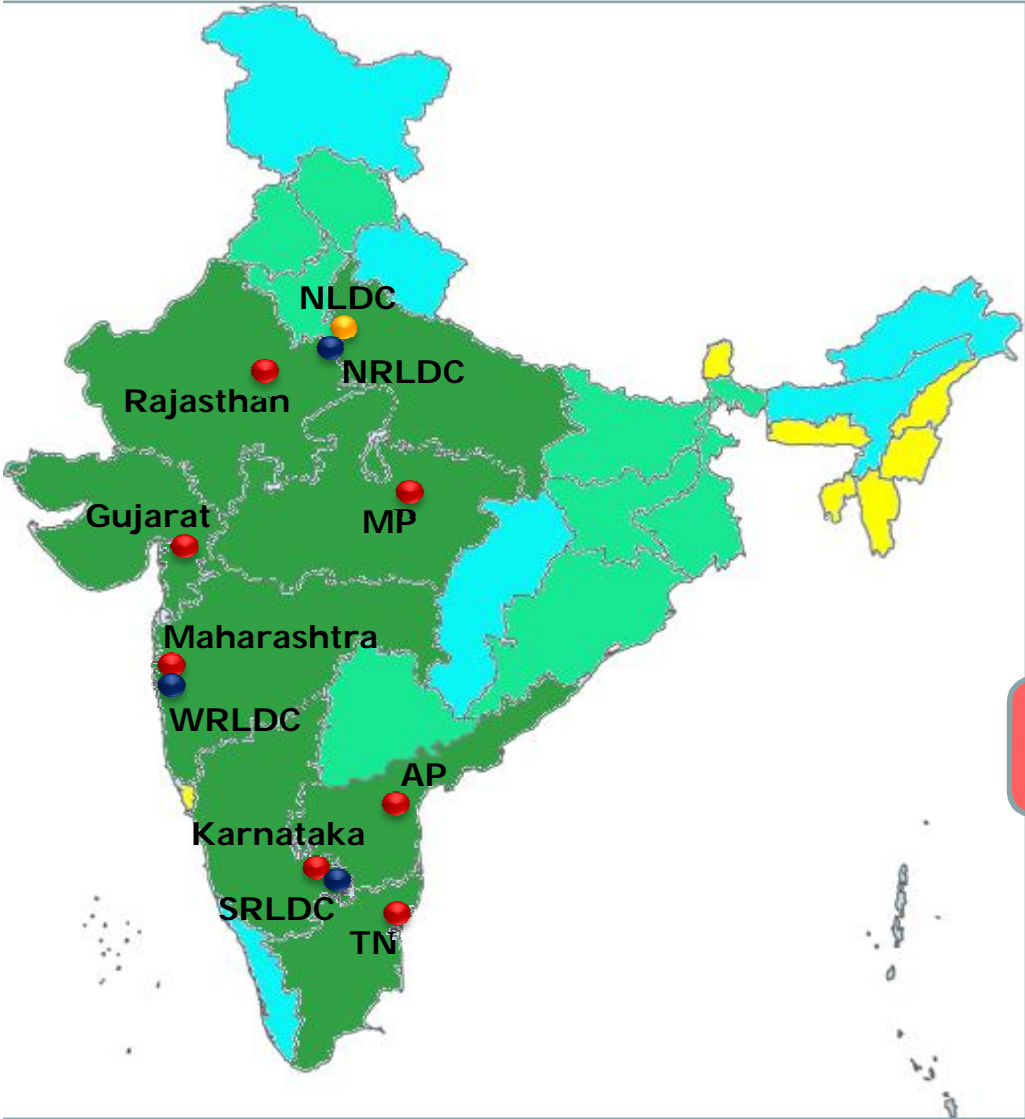 NLDC
NRLDC
Rajasthan
Gujarat
MP
Maharashtra
WRLDC
AP
Karnataka
SRLDC
TN